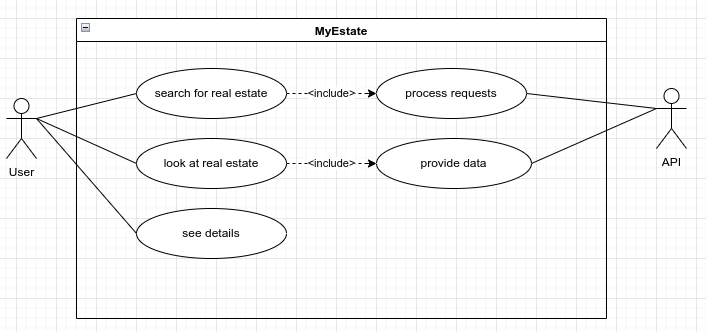 MyEstate
search for real estate
<include>
process requests
look at real estate
<include>
provide data
User
API
see details